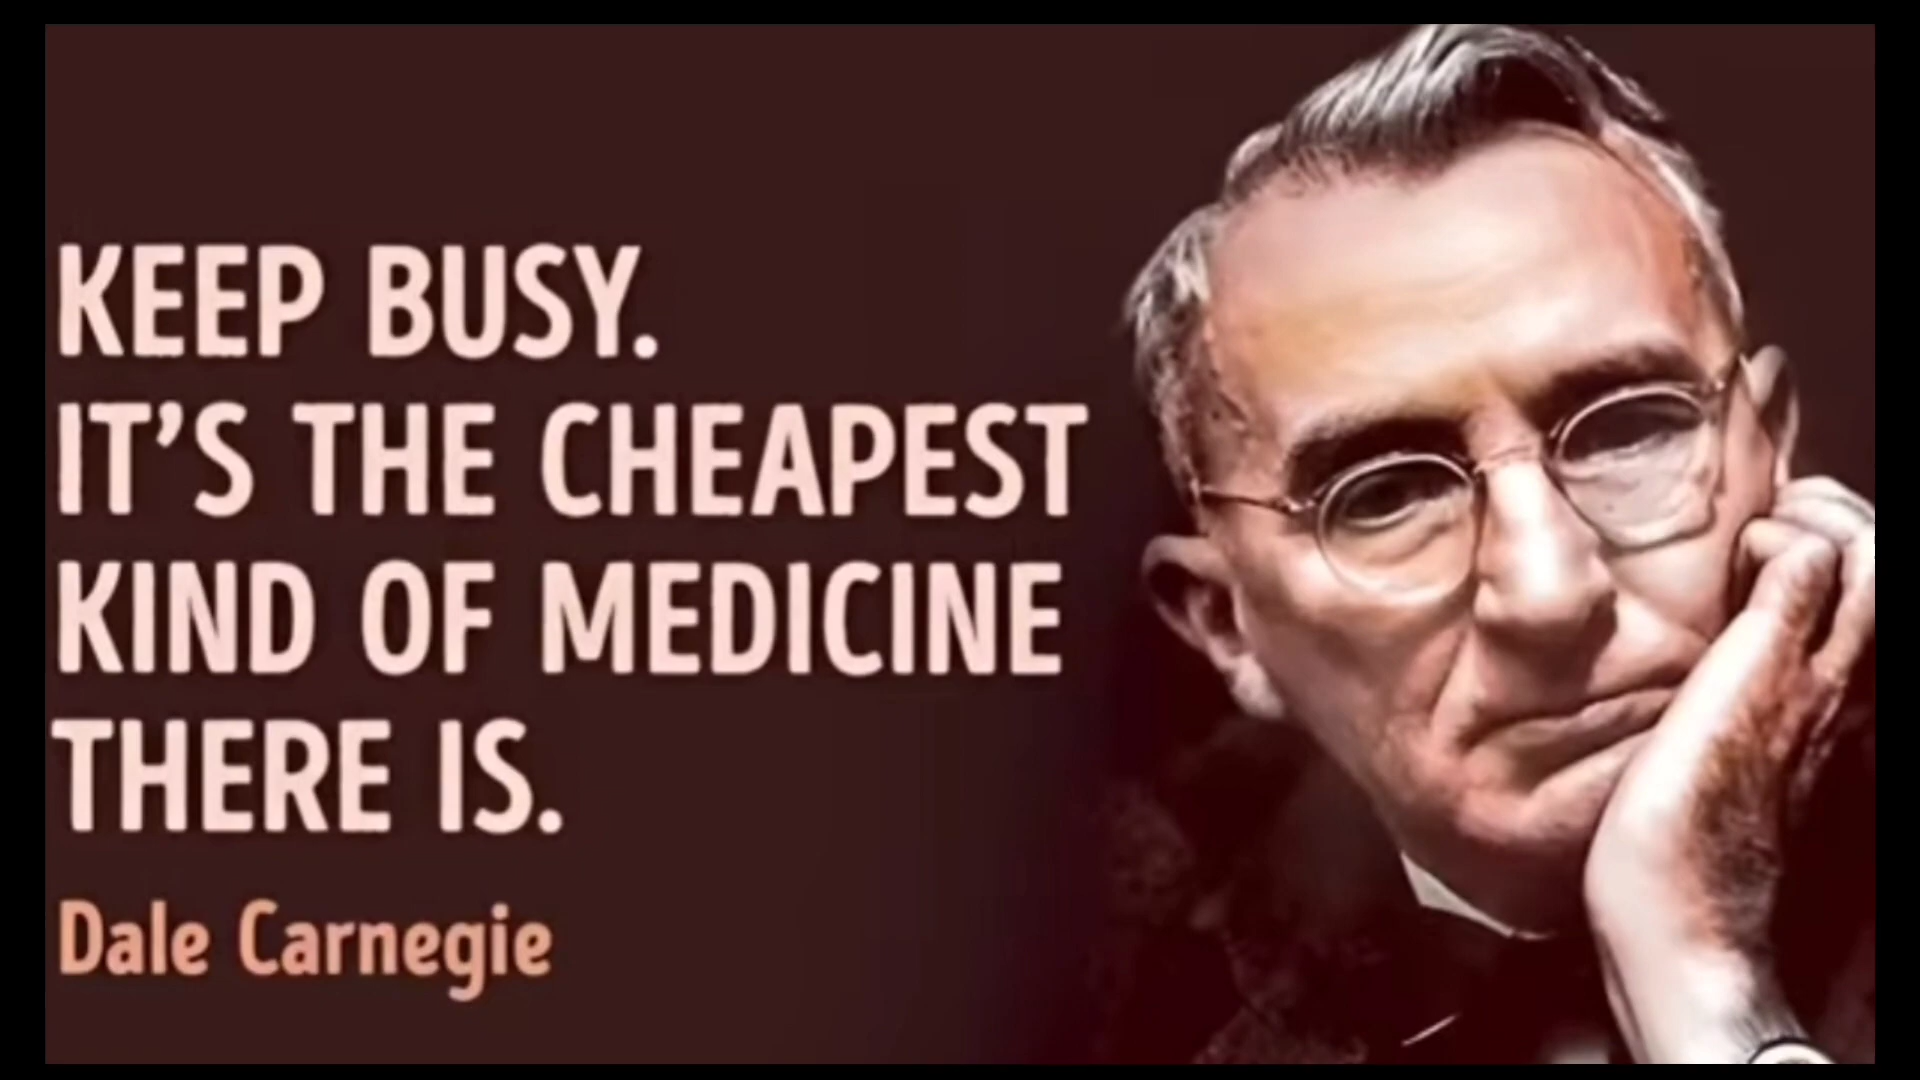 KEEP BUSY.
IT’S THE CHEAPEST
KIND OF MEDICINE
THERE IS.
Dale Carnegie